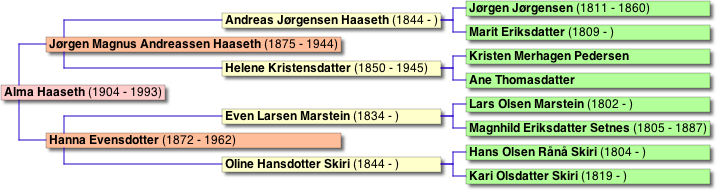 Jørgen Jørgensen (1811 - 1860)
Andreas Jørgensen Haaseth (1844 - )
Marit Eriksdatter (2809 - )
Jørgen Magnus Andreassen Haaseth (1875 - 1944)
Kristen Merhagen Pedersen
Helene Kristensdatter (1850 - 1945)
Ane Thomasdatter
Alma Haaseth (1904 - 1993)
Lars Olsen Marstein (1802 - )
Even Larsen Marstein (1834 - )
Magnhild Eriksdatter Setnes (1805 - 1887)
Hanna Evensdotter (1872 - 1962)
Hans Olsen Rånå Skiri (1804 - )
Oline Hansdotter Skiri (1844 - )
Kari Olsdatter Skiri (1819 - )